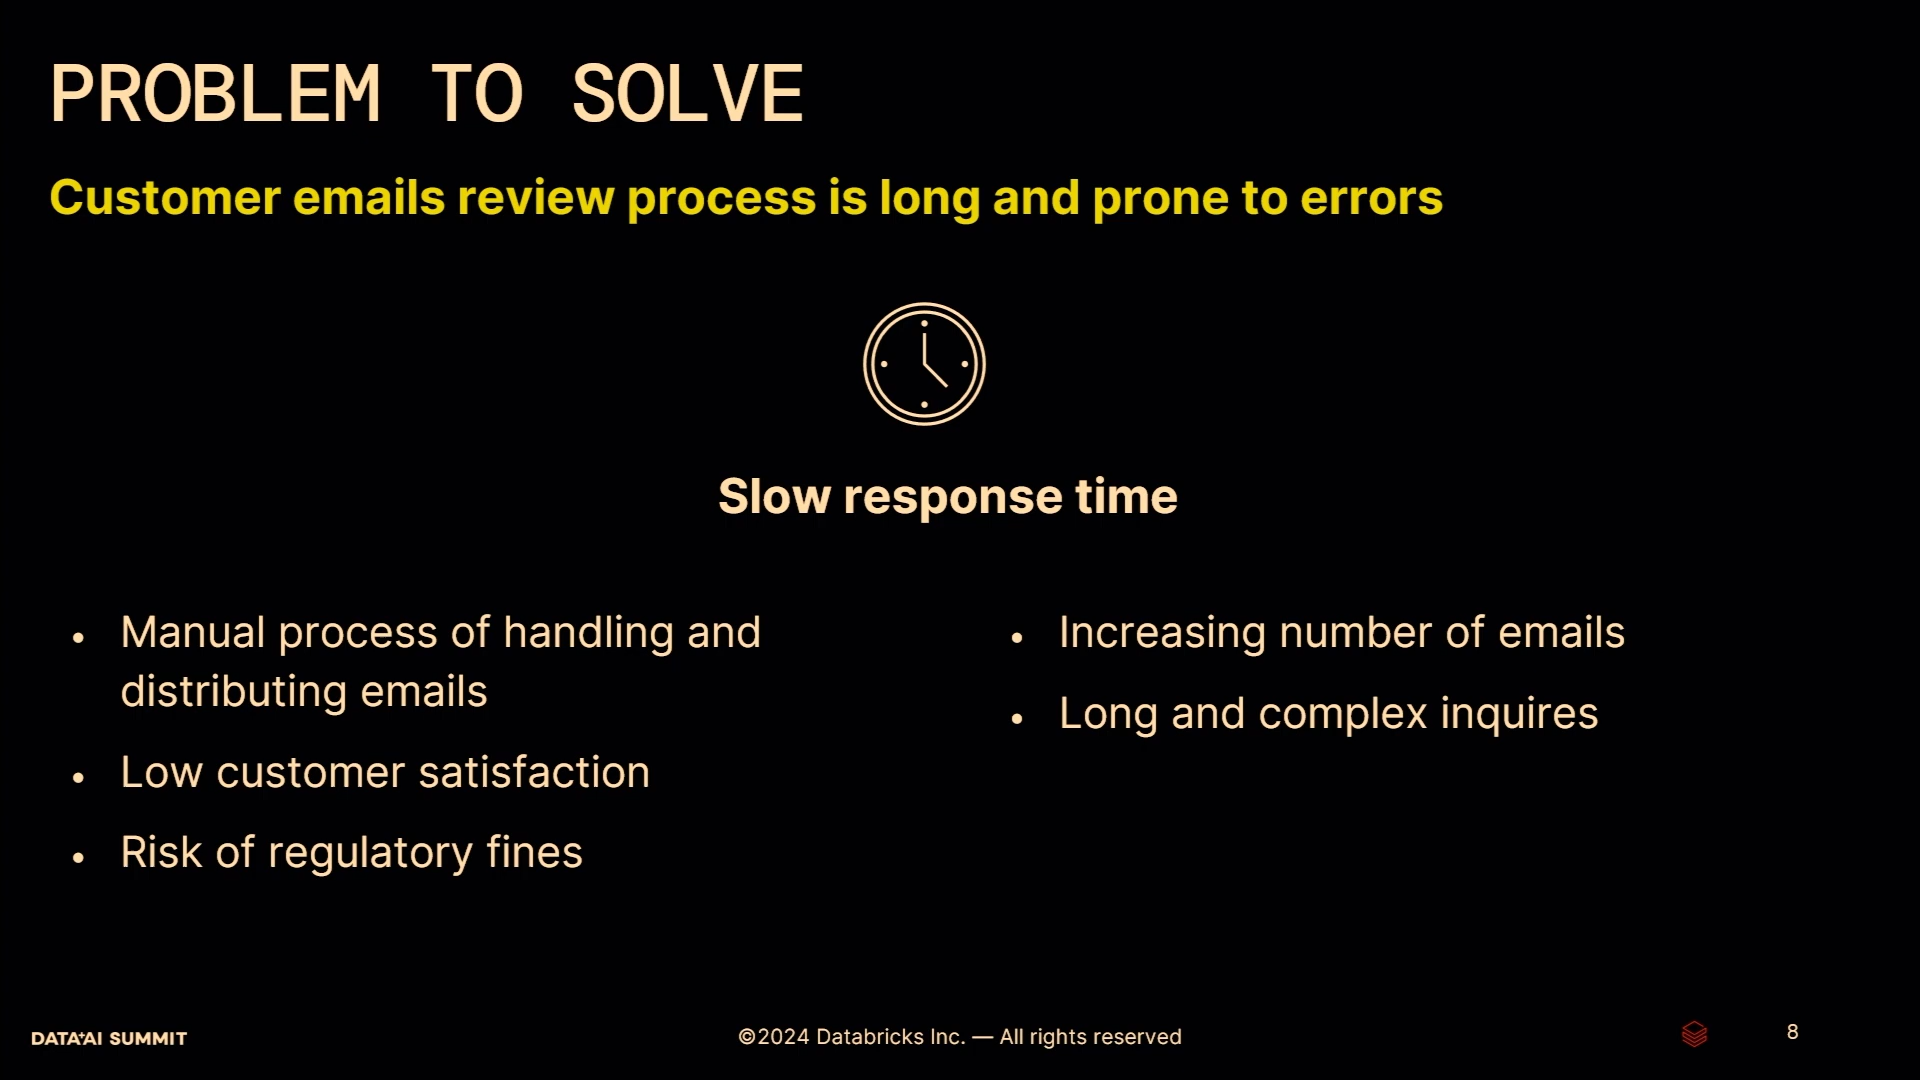 PROBLEM TO SOLVE
Customer emails review process is long and prone to errors
Slow response time
• Manual process of handling and
distributing emails
• Low customer satisfaction
• Risk of regulatory fines
• Increasing number of emails
• Long and complex inquires
DATA+AI SUMMIT
©2024 Databricks Inc. — All rights reserved
8